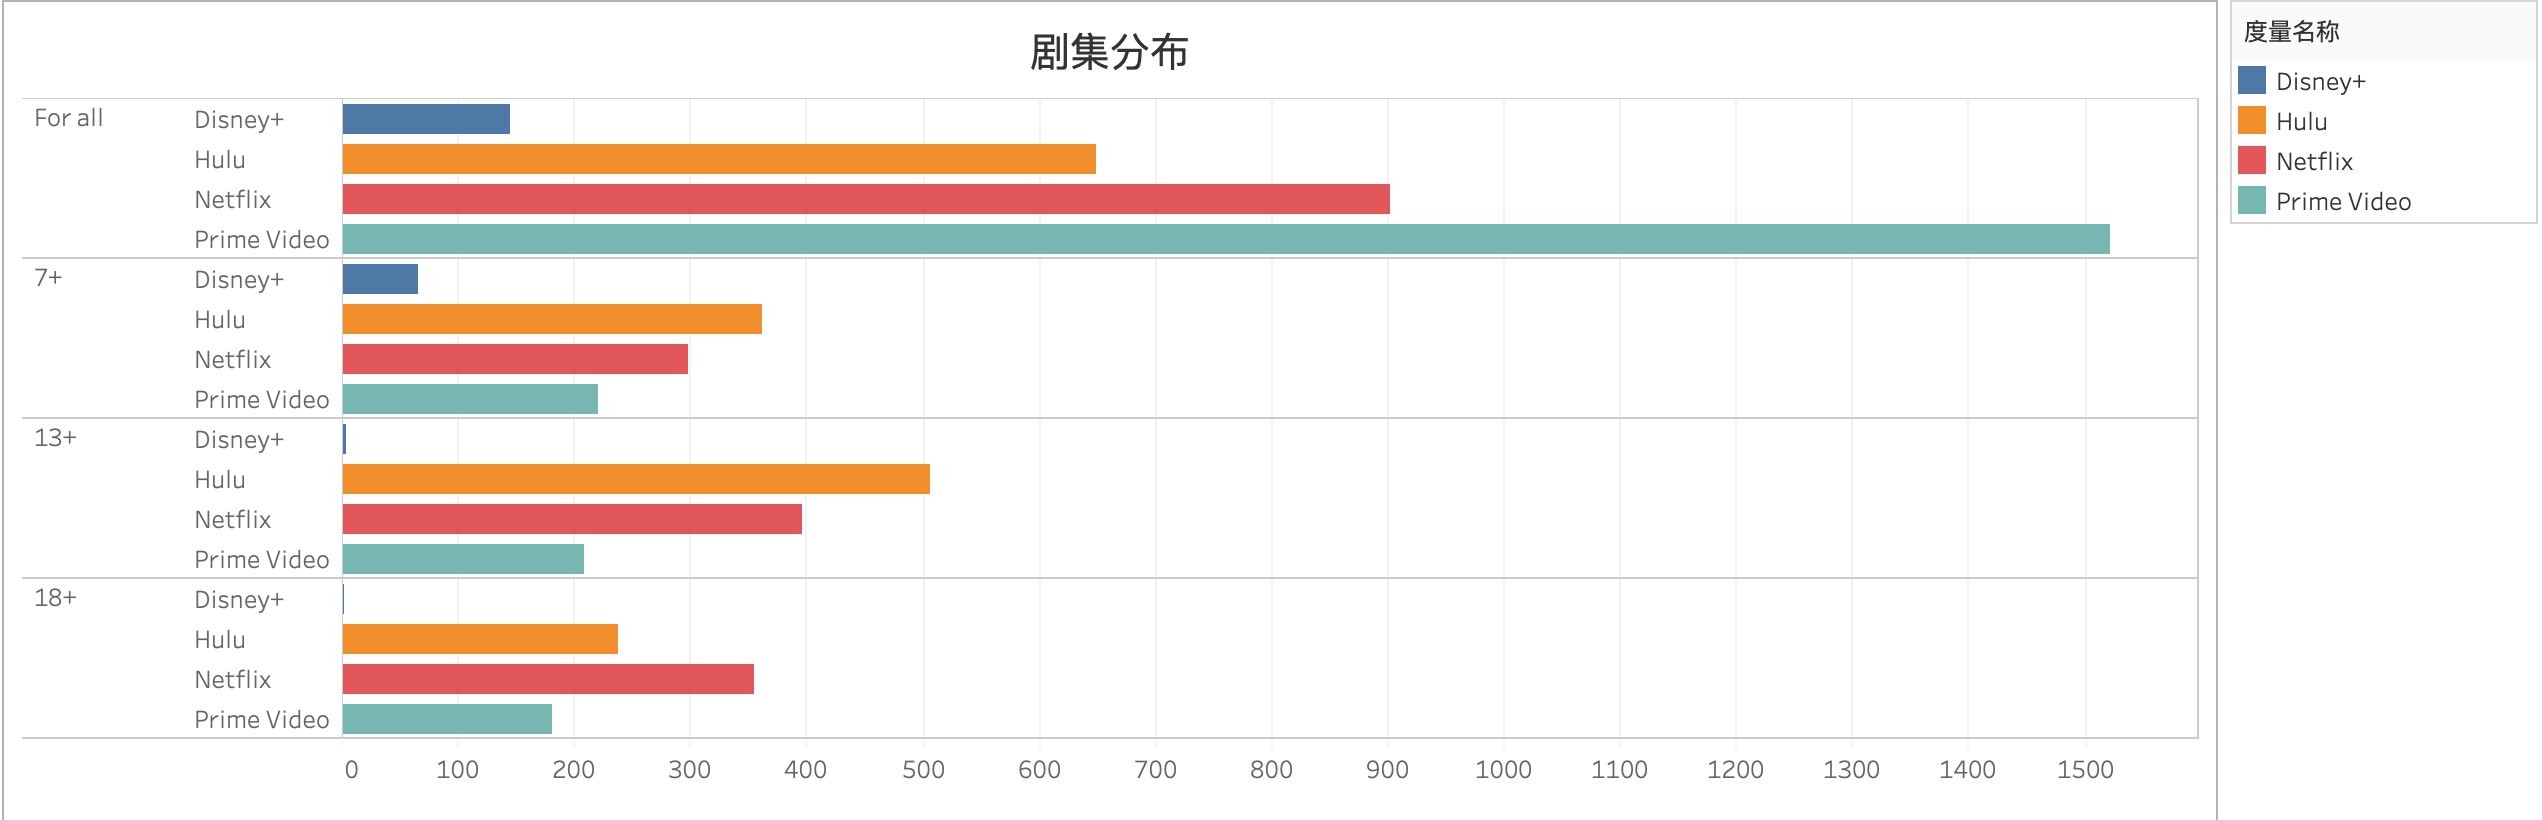 剧集分布
度量名称
Disney+
Hulu
Netflix
Prime Video
For all
Disney+
Hulu
Netflix
Prime Video
7+
Disney+
Hulu
Netflix
Prime Video
13+
Disney+
Hulu
Netflix
Prime Video
18+
Disney+
Hulu
Netflix
Prime Video
0 100 200 300 400 500 600 700 800 900 1000 1100 1200 1300 1400 1500